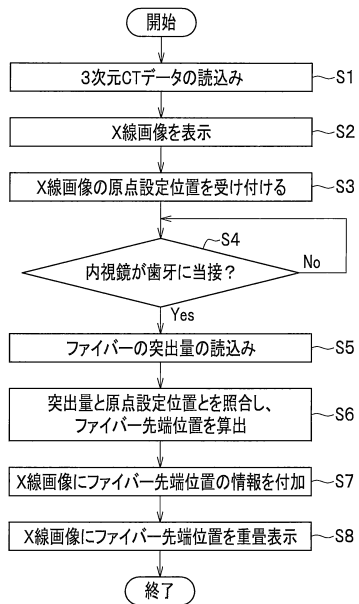 開始
3次元CTデータの読込み
S1
X線画像を表示
S2
X線画像の原点設定位置を受け付ける
S3
S4
内視鏡が歯牙に当接？
No
Yes
ファイバーの突出量の読込み
S5
突出量と原点設定位置とを照合し、
ファイバー先端位置を算出
S6
X線画像にファイバー先端位置の情報を付加
S7
X線画像にファイバー先端位置を重畳表示
S8
終了